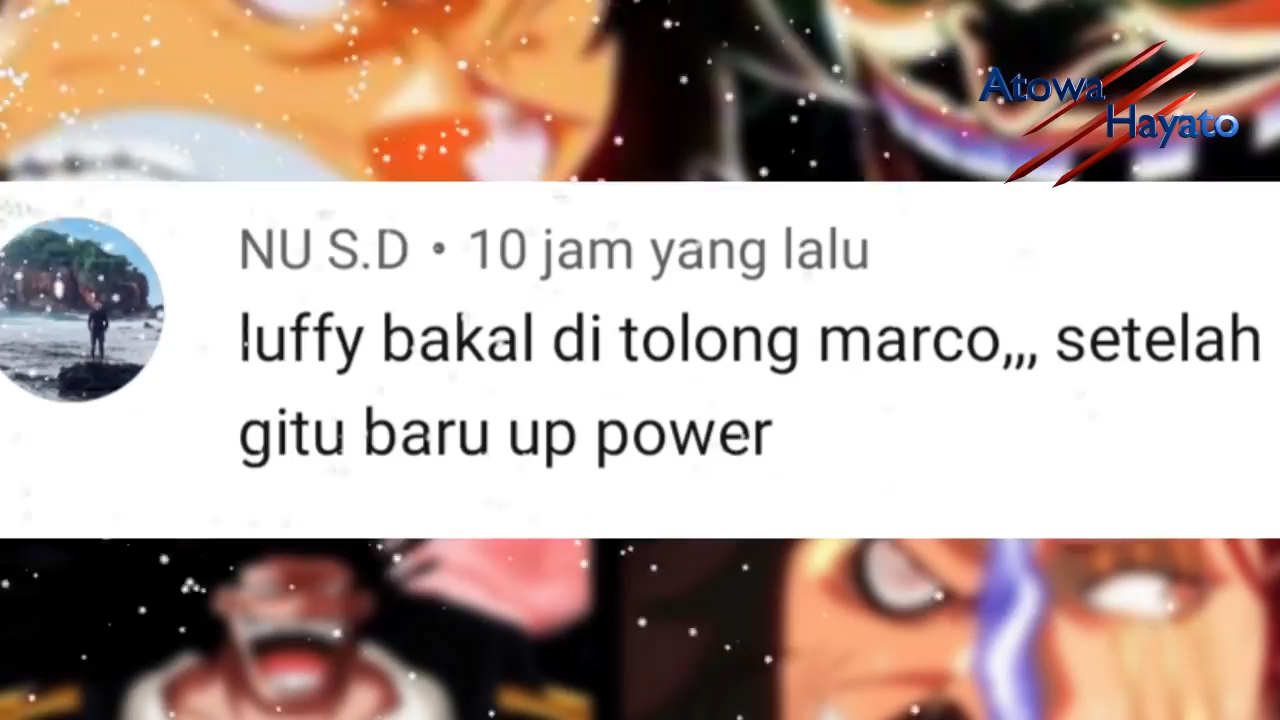 Atowa
Hayato
NU S.D • 10 jam yang lalu
luffy bakal di tolong marco,,, setelah
gitu baru up power